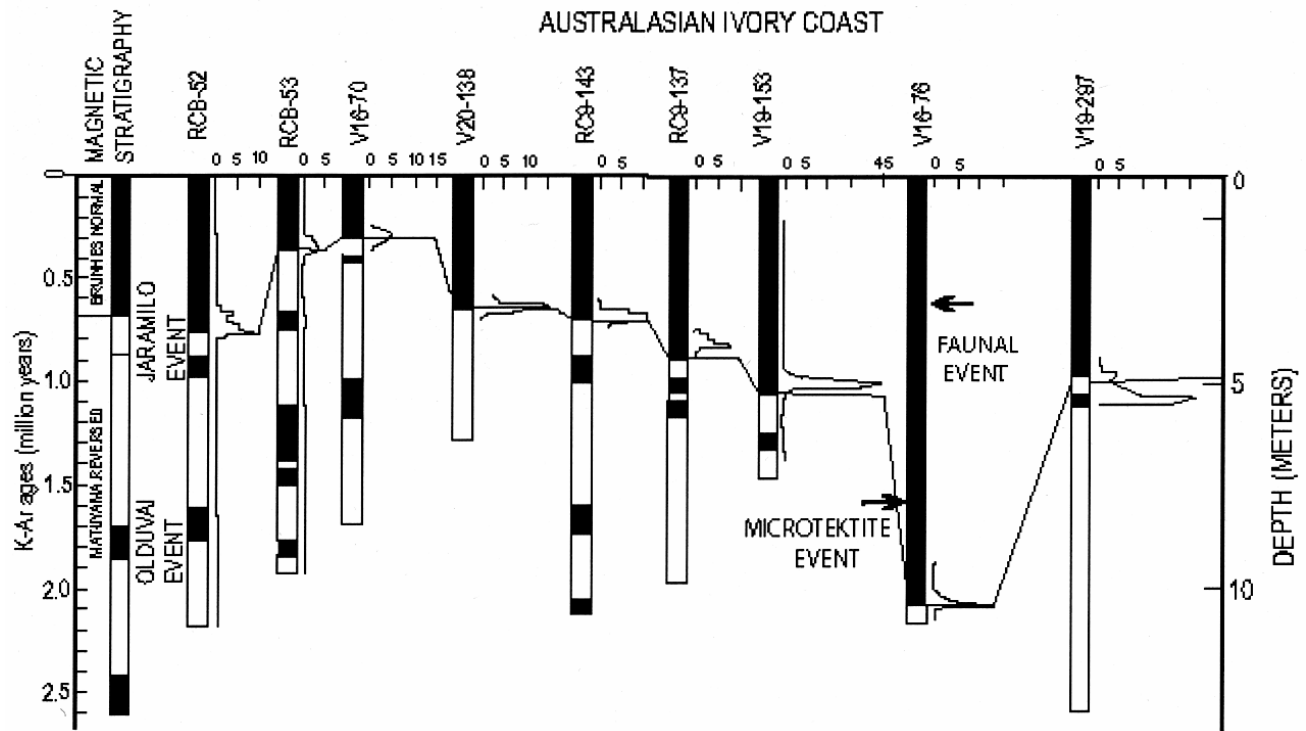 AUSTRALASIAN IVORY COAST
MAGNETIC
STRATIGRAPHY
RCB-52
RCB-53
V16-70
V20-138
RC9-143
RC9-137
V19-153
V16-76
V19-297
0 5 10 0 5 0 5 10 15 0 5 10 0 5 0 5 0 5 45 0 5 0 5
0
0.5
1.0
1.5
2.0
2.5
K-Ar ages (million years)
BRUNHES NORMAL
MATUYAMA REVERSED
JARAMILO
EVENT
OLDUVAI
EVENT
FAUNAL
EVENT
MICROTEKTITE
EVENT
0
5
10
DEPTH (METERS)